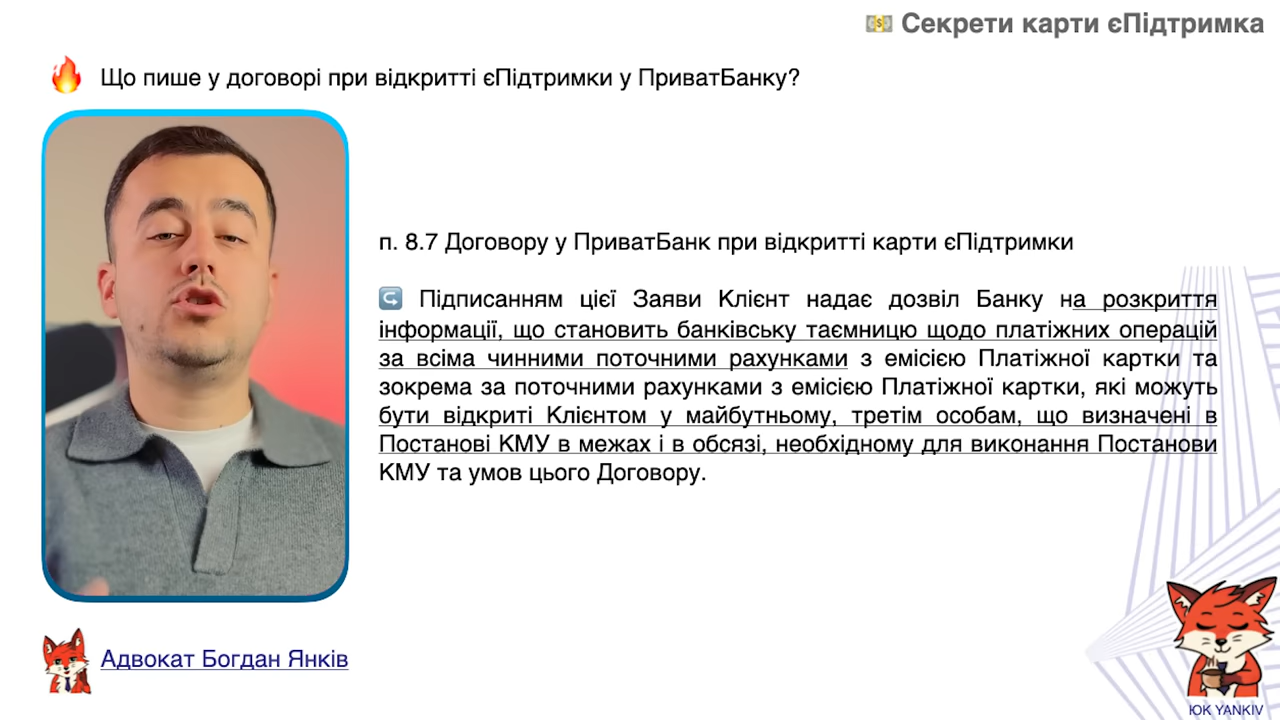 Секрети карти єПідтримка
Що пише у договорі при відкритті єПідтримки у ПриватБанку?
п. 8.7 Договору у ПриватБанк при відкритті карти єПідтримки
Підписанням цієї Заяви Клієнт надає дозвіл Банку на розкриття
інформації, що становить банківську таємницю щодо платіжних операцій
за всіма чинними поточними рахунками з емісією Платіжної картки та
зокрема за поточними рахунками з емісією Платіжної картки, які можуть
бути відкриті Клієнтом у майбутньому, третім особам, що визначені в
Постанові КМУ в межах і в обсязі, необхідному для виконання Постанови
КМУ та умов цього Договору.
Адвокат Богдан Янків
ЮК YANKIV